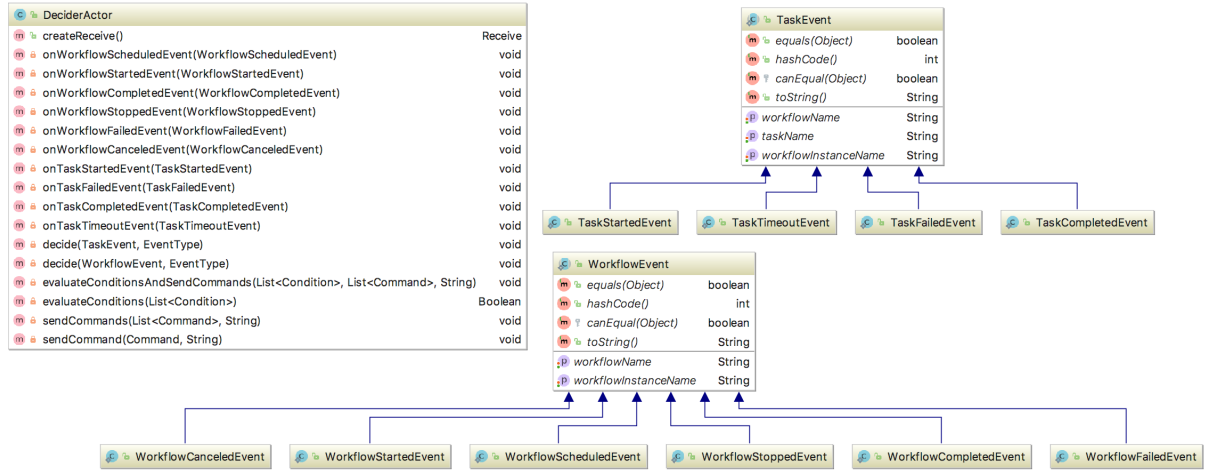 DeciderActor
createReceive() Receive
onWorkflowScheduledEvent(WorkflowScheduledEvent) void
onWorkflowStartedEvent(WorkflowStartedEvent) void
onWorkflowCompletedEvent(WorkflowCompletedEvent) void
onWorkflowStoppedEvent(WorkflowStoppedEvent) void
onWorkflowFailedEvent(WorkflowFailedEvent) void
onWorkflowCanceledEvent(WorkflowCanceledEvent) void
onTaskStartedEvent(TaskStartedEvent) void
onTaskFailedEvent(TaskFailedEvent) void
onTaskCompletedEvent(TaskCompletedEvent) void
onTaskTimeoutEvent(TaskTimeoutEvent) void
decide(TaskEvent, EventType) void
decide(WorkflowEvent, EventType) void
evaluateConditionsAndSendCommands(List<Condition>, List<Command>, String) void
evaluateConditions(List<Condition>) Boolean
sendCommands(List<Command>, String) void
sendCommand(Command, String) void
TaskEvent
equals(Object) boolean
hashCode() int
canEqual(Object) boolean
toString() String
workflowName String
taskName String
workflowInstanceName String
TaskStartedEvent
TaskTimeoutEvent
TaskFailedEvent
TaskCompletedEvent
WorkflowEvent
equals(Object) boolean
hashCode() int
canEqual(Object) boolean
toString() String
workflowName String
workflowInstanceName String
WorkflowCanceledEvent
WorkflowStartedEvent
WorkflowScheduledEvent
WorkflowStoppedEvent
WorkflowCompletedEvent
WorkflowFailedEvent